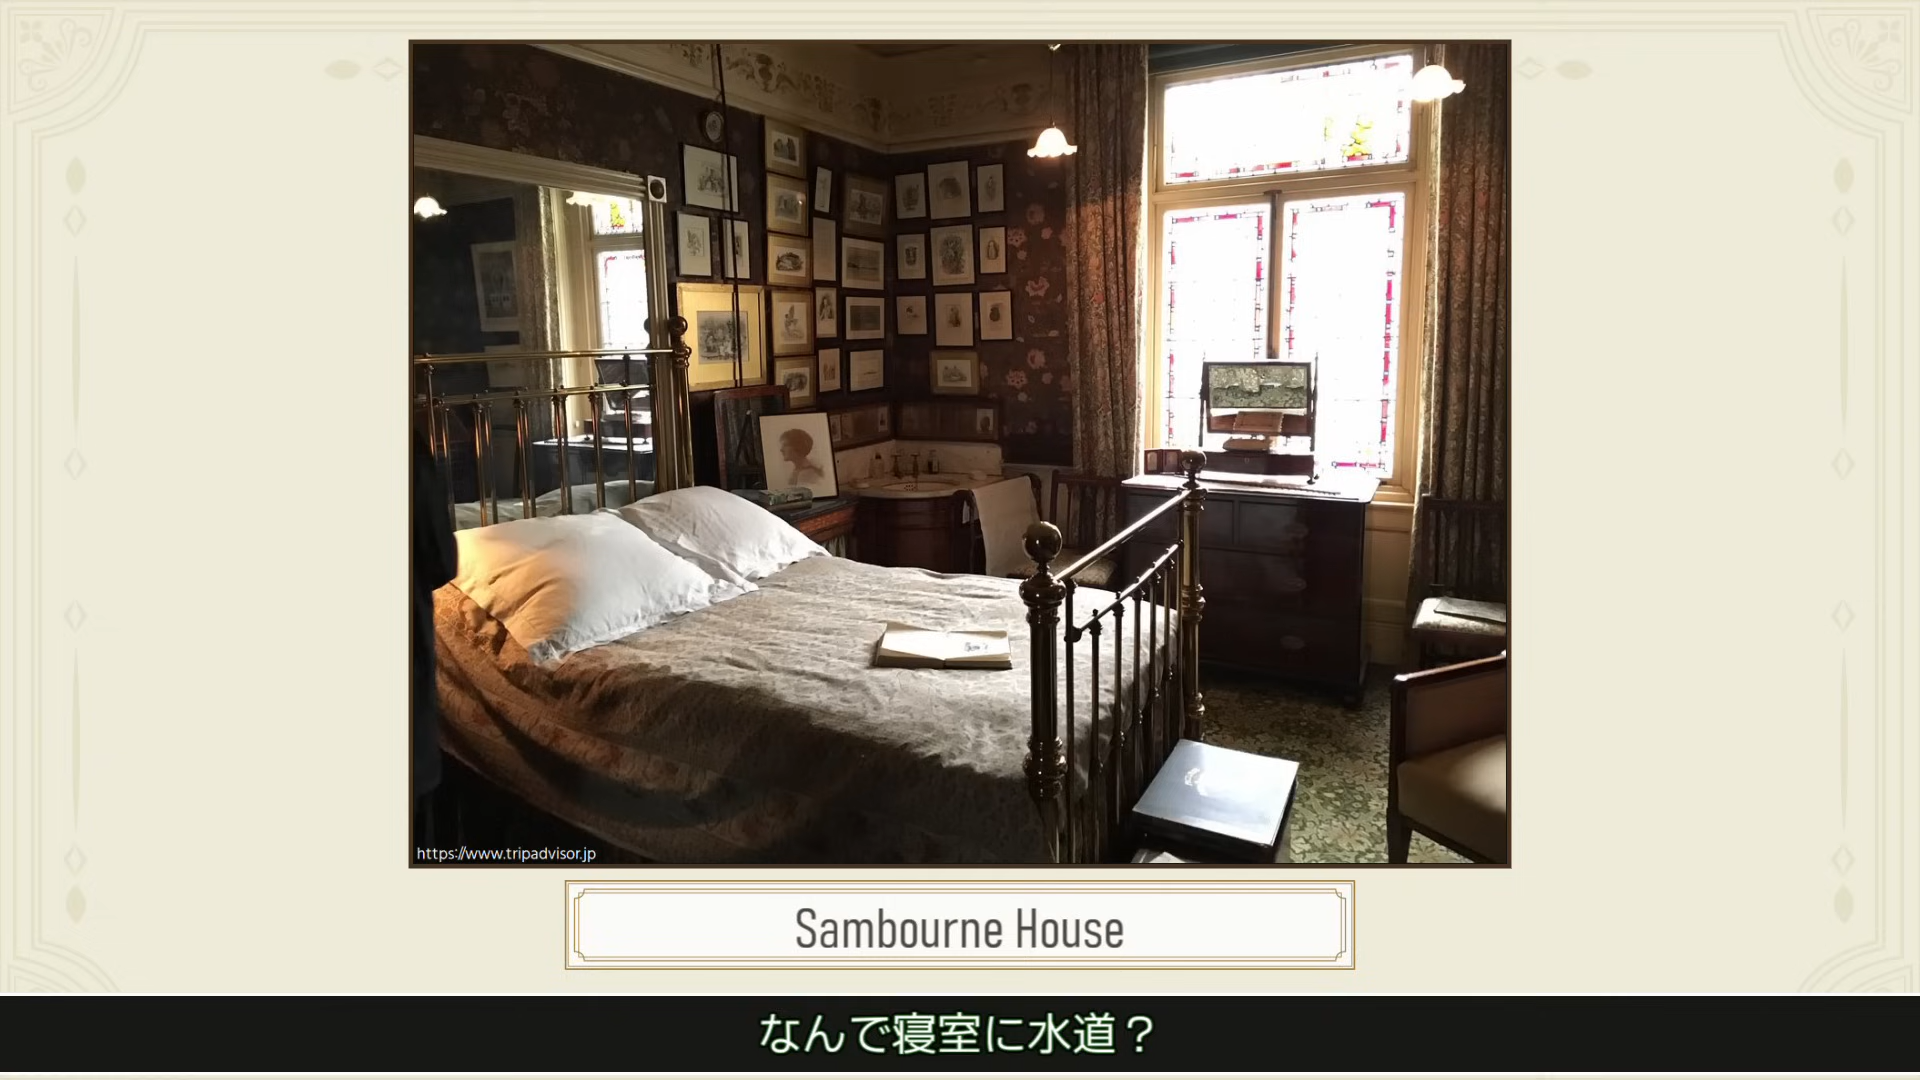 https://www.tripadvisor.jp
Sambourne House
なんで寝室に水道？